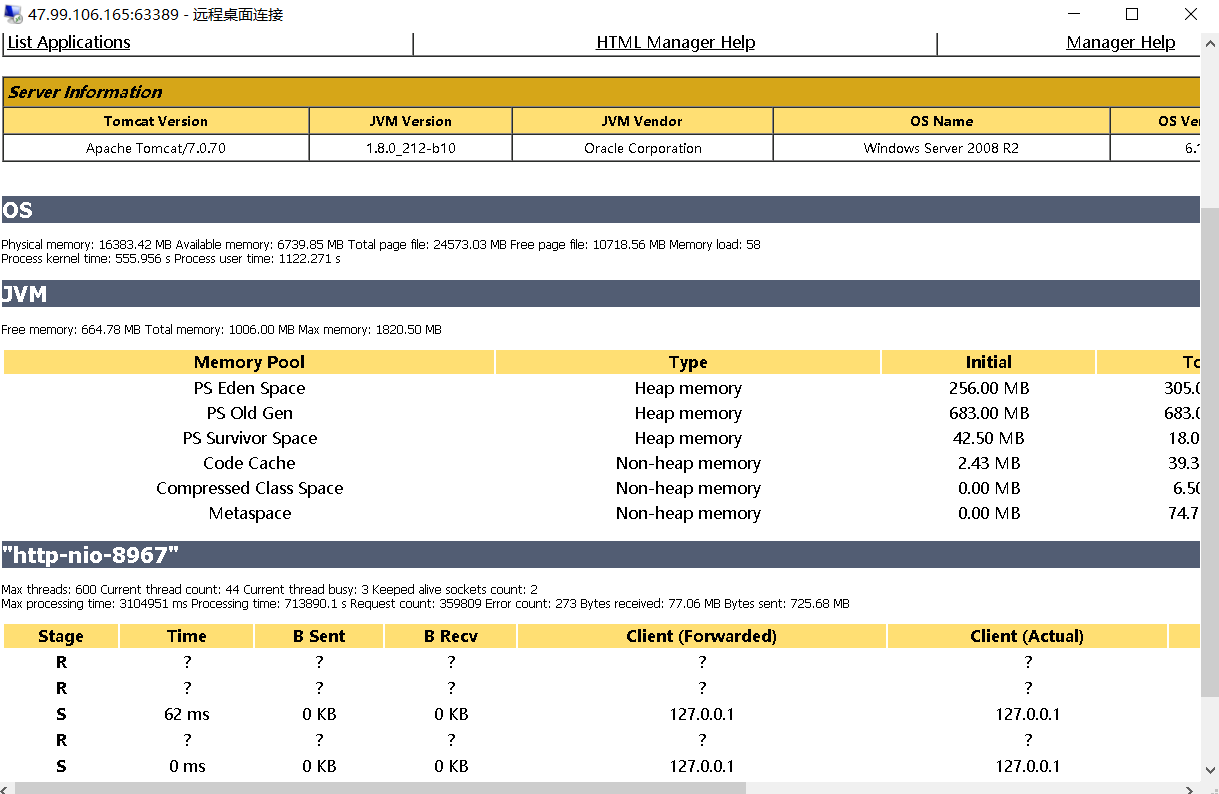 47.99.106.165:63389 - 远程桌面连接
List Applications HTML Manager Help Manager Help
Server Information
Tomcat Version JVM Version JVM Vendor OS Name OS Ve
Apache Tomcat/7.0.70 1.8.0_212-b10 Oracle Corporation Windows Server 2008 R2 6.1
OS
Physical memory: 16383.42 MB Available memory: 6739.85 MB Total page file: 24573.03 MB Free page file: 10718.56 MB Memory load: 58
Process kernel time: 555.956 s Process user time: 1122.271 s
JVM
Free memory: 664.78 MB Total memory: 1006.00 MB Max memory: 1820.50 MB
Memory Pool Type Initial To
PS Eden Space Heap memory 256.00 MB 305.0
PS Old Gen Heap memory 683.00 MB 683.0
PS Survivor Space Heap memory 42.50 MB 18.0
Code Cache Non-heap memory 2.43 MB 39.3
Compressed Class Space Non-heap memory 0.00 MB 6.50
Metaspace Non-heap memory 0.00 MB 74.7
"http-nio-8967"
Max threads: 600 Current thread count: 44 Current thread busy: 3 Keeped alive sockets count: 2
Max processing time: 3104951 ms Processing time: 713890.1 s Request count: 359809 Error count: 273 Bytes received: 77.06 MB Bytes sent: 725.68 MB
Stage Time B Sent B Recv Client (Forwarded) Client (Actual)
R ? ? ? ? ?
R ? ? ? ? ?
S 62 ms 0 KB 0 KB 127.0.0.1 127.0.0.1
R ? ? ? ? ?
S 0 ms 0 KB 0 KB 127.0.0.1 127.0.0.1